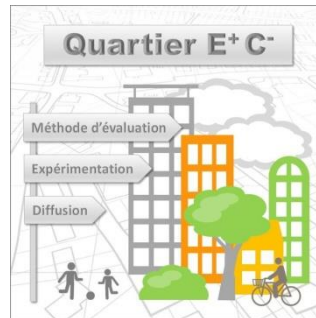 Quartier E⁺ C⁻
Méthode d'évaluation
Expérimentation
Diffusion